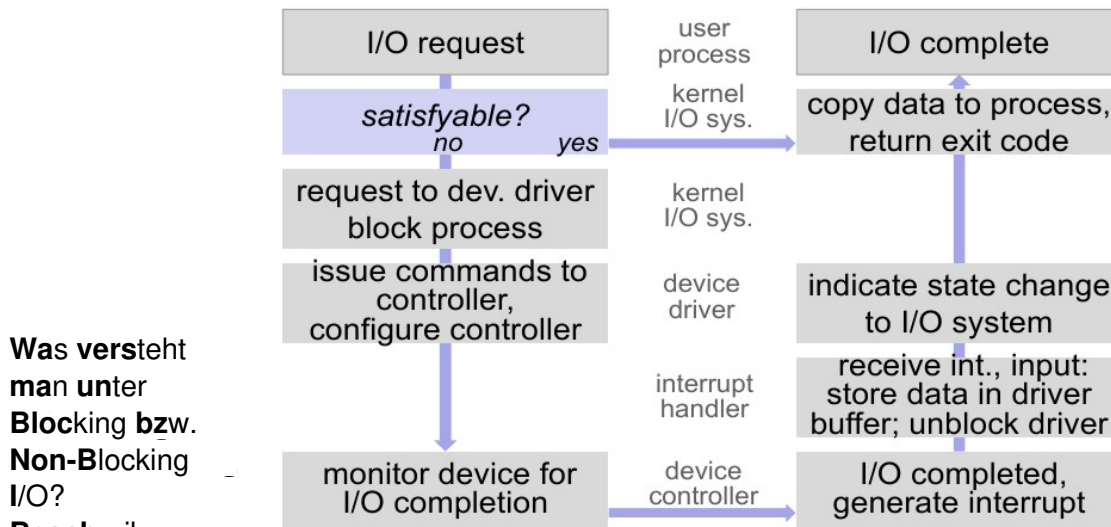 I/O request
user
process
I/O complete
satisfyable?
no yes
kernel
I/O sys.
copy data to process,
return exit code
request to dev. driver
block process
kernel
I/O sys.
issue commands to
controller,
configure controller
device
driver
indicate state change
to I/O system
interrupt
handler
receive int., input:
store data in driver
buffer; unblock driver
monitor device for
I/O completion
device
controller
I/O completed,
generate interrupt
Was versteht
man unter
Blocking bzw.
Non-Blocking
I/O?